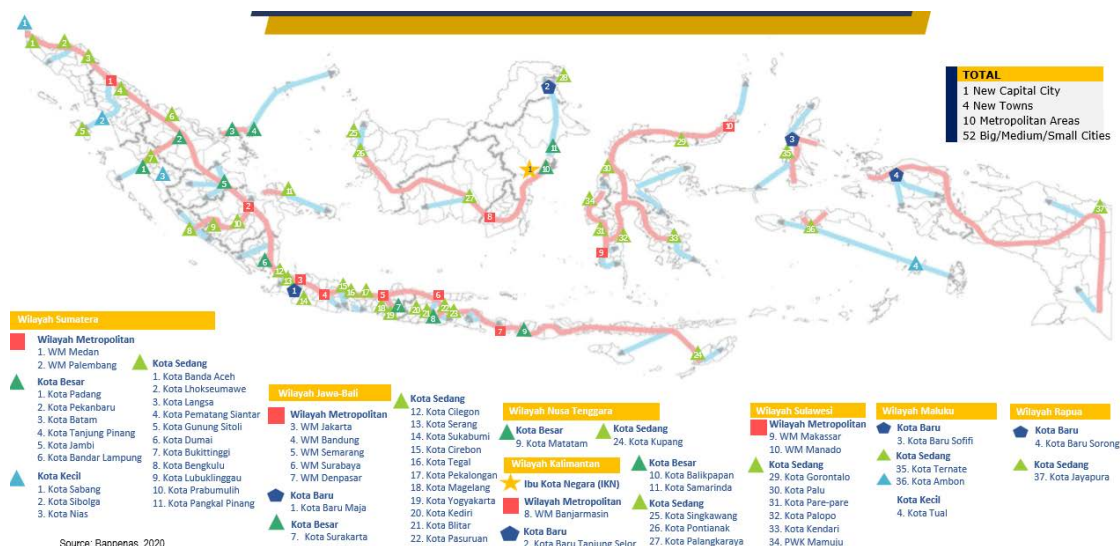 TOTAL
1 New Capital City
4 New Towns
10 Metropolitan Areas
52 Big/Medium/Small Cities
Wilayah Sumatera
Wilayah Metropolitan
1. WM Medan
2. WM Palembang
Kota Besar
1. Kota Padang
2. Kota Pekanbaru
3. Kota Batam
4. Kota Tanjung Pinang
5. Kota Jambi
6. Kota Bandar Lampung
Kota Kecil
1. Kota Sabang
2. Kota Sibolga
3. Kota Nias
Kota Sedang
1. Kota Banda Aceh
2. Kota Lhokseumawe
3. Kota Langsa
4. Kota Pematang Siantar
5. Kota Gunung Sitoli
6. Kota Dumai
7. Kota Bukittinggi
8. Kota Bengkulu
9. Kota Lubuklinggau
10. Kota Prabumulih
11. Kota Pangkal Pinang
Wilayah Jawa-Bali
Wilayah Metropolitan
3. WM Jakarta
4. WM Bandung
5. WM Semarang
6. WM Surabaya
7. WM Denpasar
Kota Baru
1. Kota Baru Maja
Kota Besar
7. Kota Surakarta
Kota Sedang
12. Kota Cilegon
13. Kota Serang
14. Kota Sukabumi
15. Kota Cirebon
16. Kota Tegal
17. Kota Pekalongan
18. Kota Magelang
19. Kota Yogyakarta
20. Kota Kediri
21. Kota Blitar
22. Kota Pasuruan
Wilayah Nusa Tenggara
Kota Besar
9. Kota Matatam
Kota Sedang
24. Kota Kupang
Wilayah Kalimantan
Ibu Kota Negara (IKN)
Wilayah Metropolitan
8. WM Banjarmasin
Kota Baru
2. Kota Baru Tanjung Selor
Kota Besar
10. Kota Balikpapan
11. Kota Samarinda
Kota Sedang
25. Kota Singkawang
26. Kota Pontianak
27. Kota Palangkaraya
Wilayah Sulawesi
Wilayah Metropolitan
9. WM Makassar
10. WM Manado
Kota Sedang
29. Kota Gorontalo
30. Kota Palu
31. Kota Pare-pare
32. Kota Palopo
33. Kota Kendari
34. PWK Mamuju
Wilayah Maluku
Kota Baru
3. Kota Baru Sofifi
Kota Sedang
35. Kota Ternate
36. Kota Ambon
Kota Kecil
4. Kota Tual
Wilayah Rapua
Kota Baru
4. Kota Baru Sorong
Kota Sedang
37. Kota Jayapura
Source: Bappenas, 2020